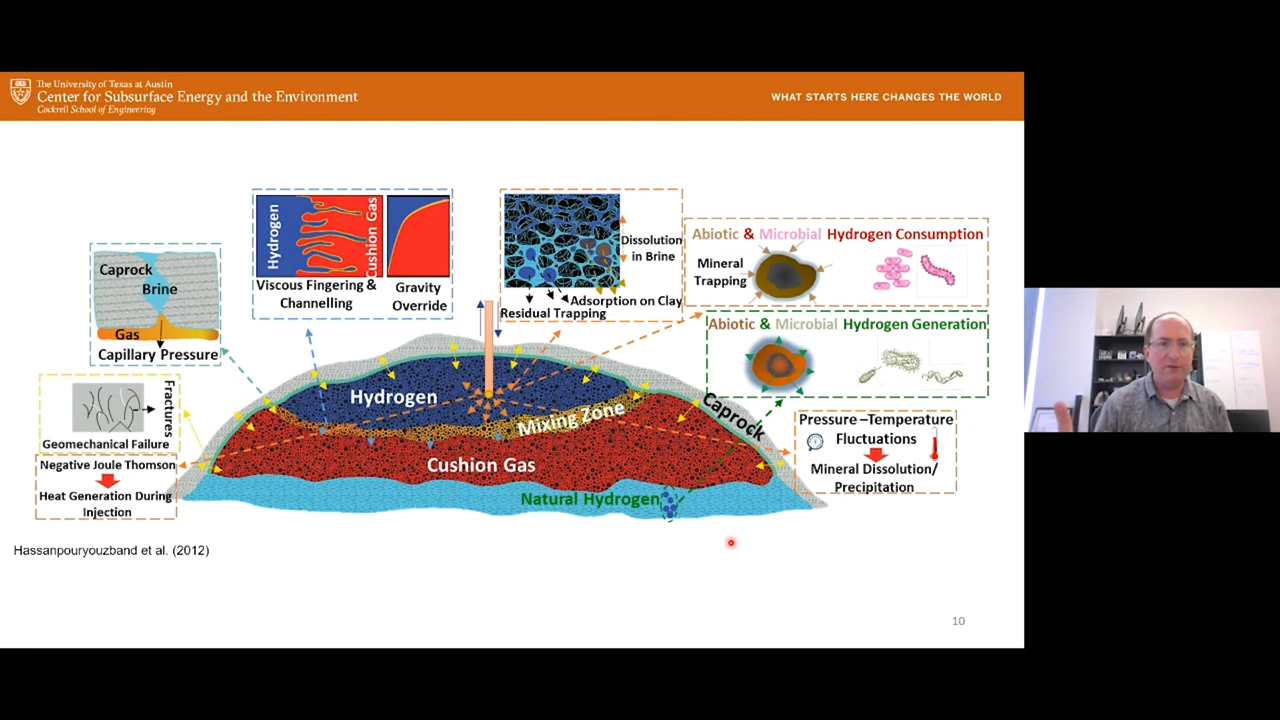 The University of Texas at Austin
Center for Subsurface Energy and the Environment
Cockrell School of Engineering
WHAT STARTS HERE CHANGES THE WORLD
Hydrogen
Cushion Gas
Viscous Fingering &
Channelling
Gravity
Override
Dissolution
in Brine
Adsorption on Clay
Residual Trapping
Abiotic & Microbial Hydrogen Consumption
Mineral
Trapping
Caprock
Brine
Gas
Capillary Pressure
Abiotic & Microbial Hydrogen Generation
Fractures
Geomechanical Failure
Hydrogen
Mixing Zone
Caprock
Cushion Gas
Natural Hydrogen
Pressure –Temperature
Fluctuations
Mineral Dissolution/
Precipitation
Negative Joule Thomson
Heat Generation During
Injection
Hassanpouryouzband et al. (2012)
10